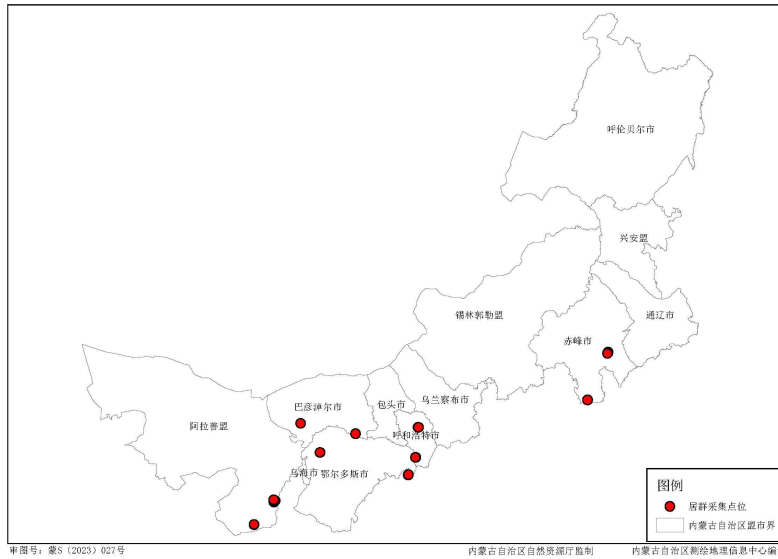 呼伦贝尔市
兴安盟
锡林郭勒盟
通辽市
赤峰市
乌兰察布市
包头市
巴彦淖尔市
阿拉善盟
呼和浩特市
乌海市
鄂尔多斯市
图例
居群采集点位
内蒙古自治区盟市界
审图号：蒙S（2023）027号
内蒙古自治区自然资源厅监制
内蒙古自治区测绘地理信息中心编